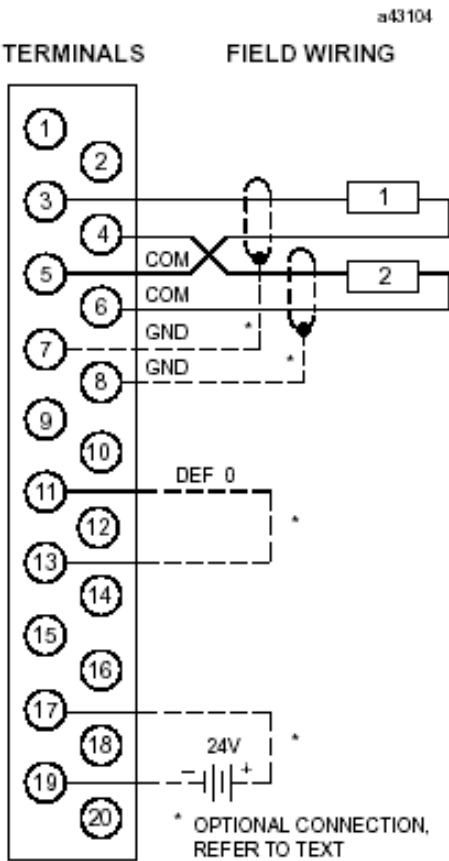 a43104
TERMINALS FIELD WIRING
1
2
3 1
4
5 COM 2
6 COM
7 GND *
8 GND *
9
10
11 DEF 0
12 *
13
14
15
16
17
18 24V *
19 − +
20 * OPTIONAL CONNECTION,
REFER TO TEXT